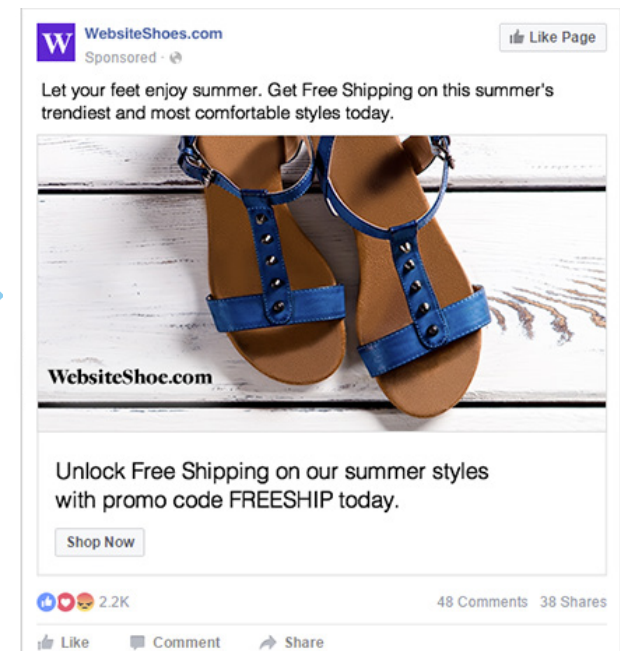 W
WebsiteShoes.com
Like Page
Sponsored ·
Let your feet enjoy summer. Get Free Shipping on this summer's
trendiest and most comfortable styles today.
WebsiteShoe.com
Unlock Free Shipping on our summer styles
with promo code FREESHIP today.
Shop Now
2.2K
48 Comments 38 Shares
Like Comment Share